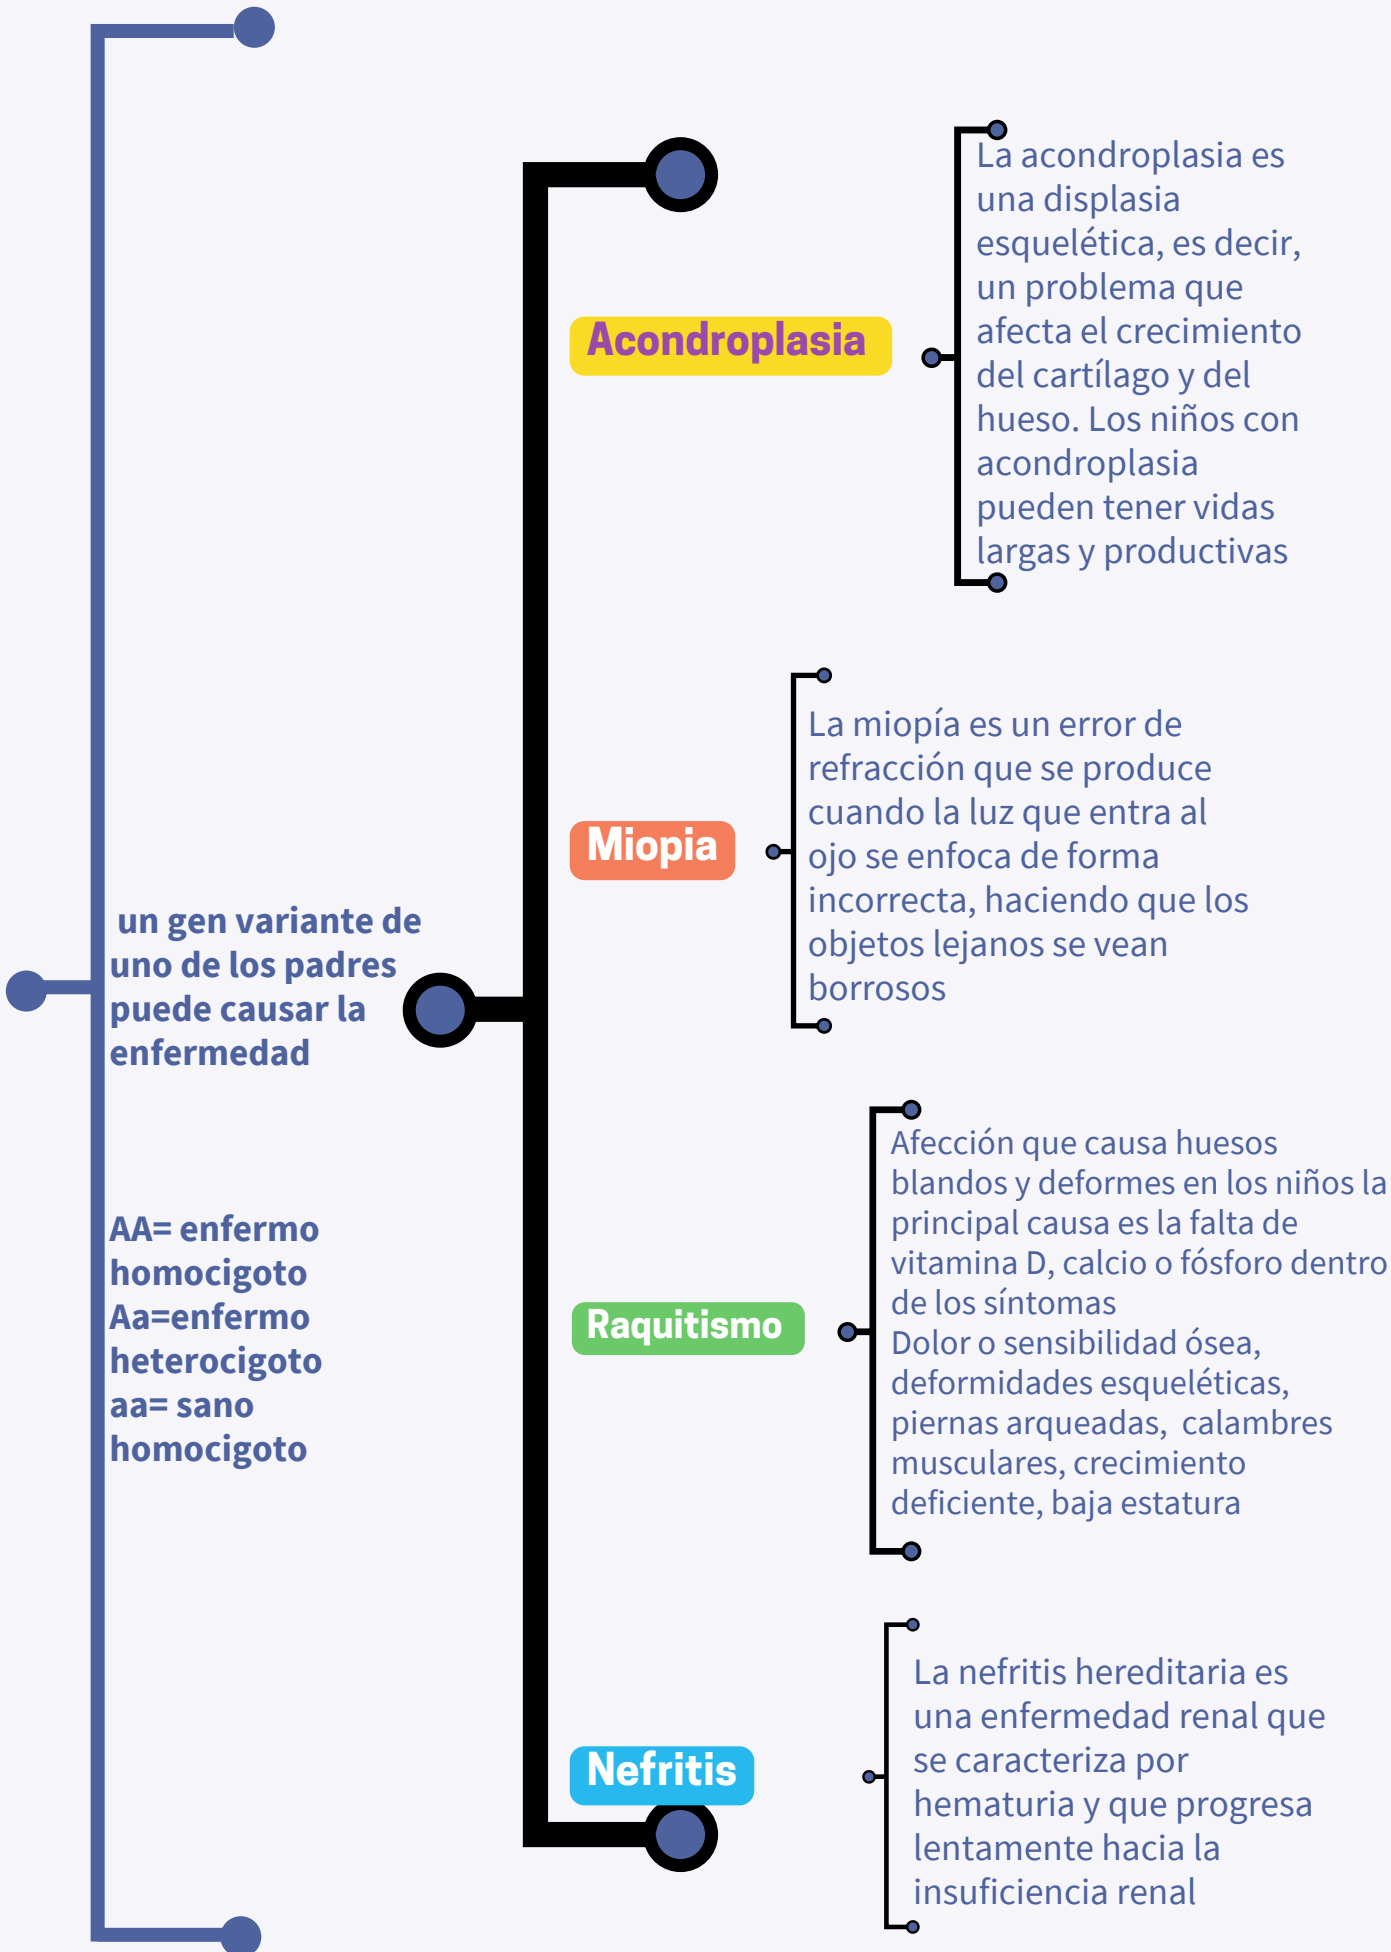 un gen variante de
uno de los padres
puede causar la
enfermedad
AA= enfermo
homocigoto
Aa=enfermo
heterocigoto
aa= sano
homocigoto
Acondroplasia
La acondroplasia es
una displasia
esquelética, es decir,
un problema que
afecta el crecimiento
del cartílago y del
hueso. Los niños con
acondroplasia
pueden tener vidas
largas y productivas
Miopia
La miopía es un error de
refracción que se produce
cuando la luz que entra al
ojo se enfoca de forma
incorrecta, haciendo que los
objetos lejanos se vean
borrosos
Raquitismo
Afección que causa huesos
blandos y deformes en los niños la
principal causa es la falta de
vitamina D, calcio o fósforo dentro
de los síntomas
Dolor o sensibilidad ósea,
deformidades esqueléticas,
piernas arqueadas,  calambres
musculares, crecimiento
deficiente, baja estatura
Nefritis
La nefritis hereditaria es
una enfermedad renal que
se caracteriza por
hematuria y que progresa
lentamente hacia la
insuficiencia renal